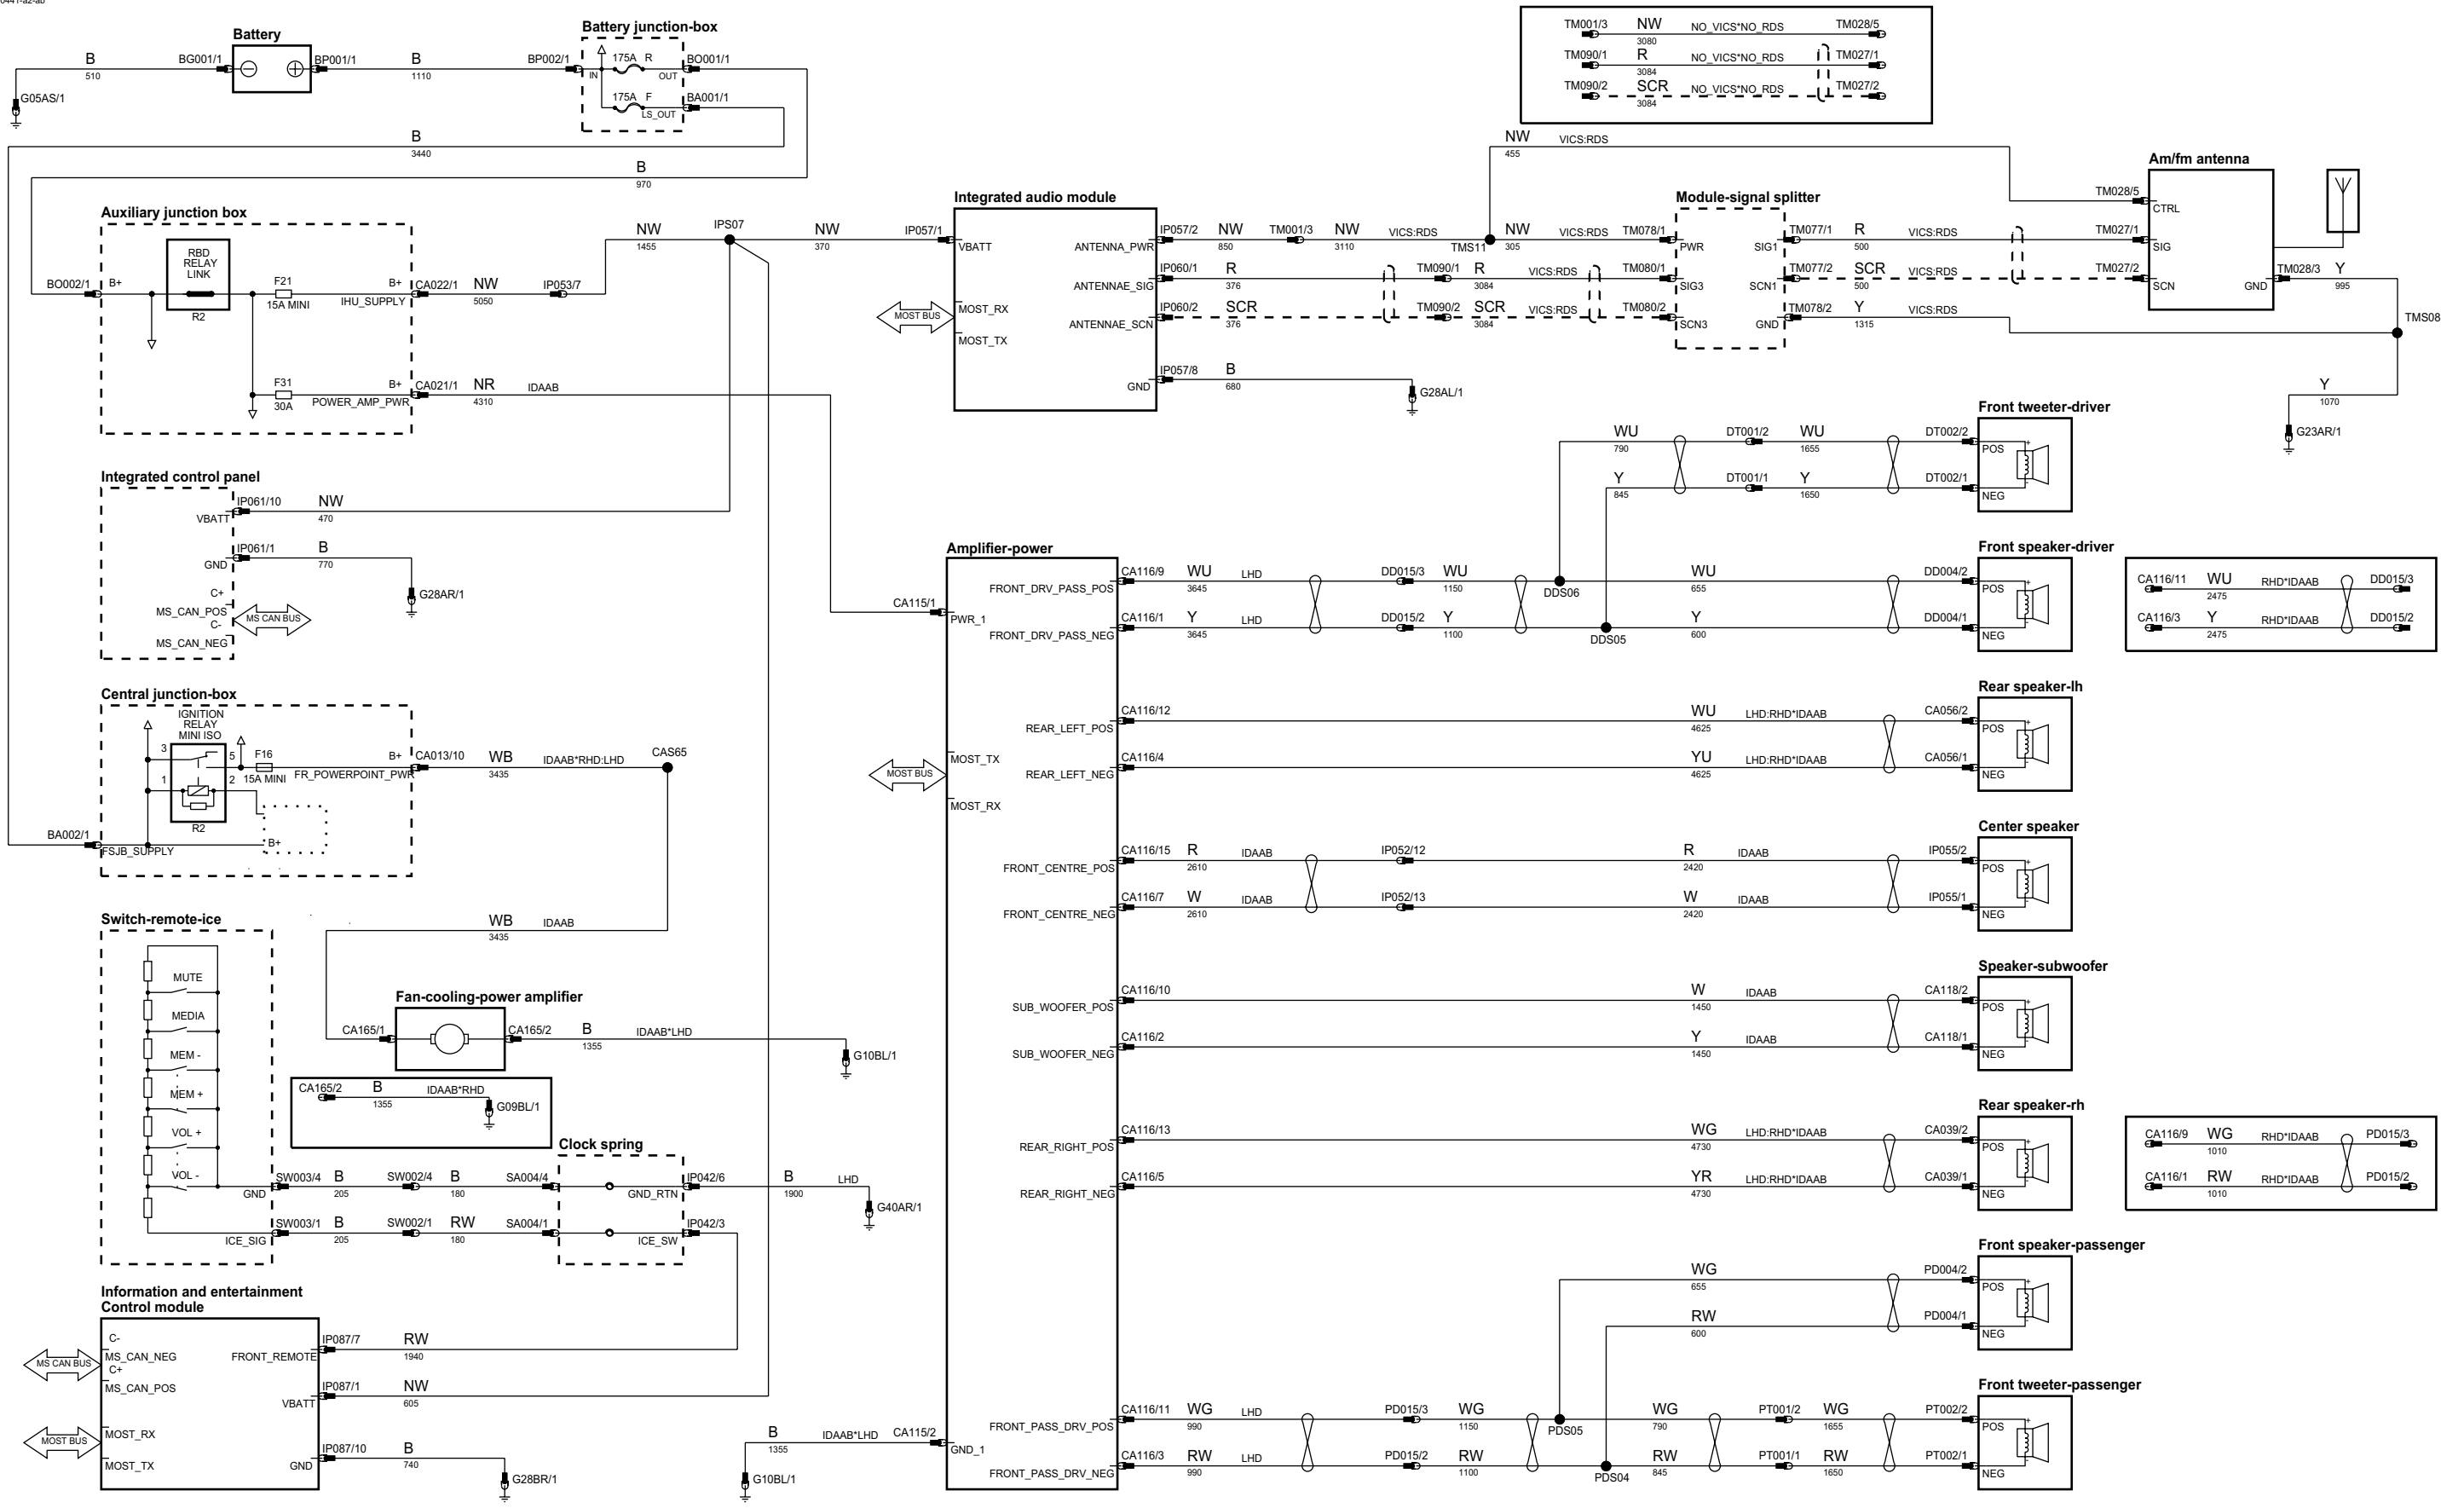 Battery
BG001/1
B
510
G05AS/1
BP001/1
B
1110
BP002/1
Battery junction-box
175A R
IN
OUT
BO001/1
175A F
LS_OUT
BA001/1
B
3440
B
970
TM001/3 NW NO_VICS*NO_RDS TM028/5
3080
TM090/1 R NO_VICS*NO_RDS TM027/1
3084
TM090/2 SCR NO_VICS*NO_RDS TM027/2
3084
Auxiliary junction box
RBD
RELAY
LINK
R2
BO002/1
B+
F21
15A MINI
B+
IHU_SUPPLY
CA022/1
NW
5050
IP053/7
F31
30A
B+
POWER_AMP_PWR
CA021/1
NR
4310
IDAAB
NW
1455
IPS07
NW
370
IP057/1
Integrated audio module
VBATT
MOST BUS
MOST_RX
MOST_TX
ANTENNA_PWR
ANTENNAE_SIG
ANTENNAE_SCN
GND
IP057/2 NW TM001/3 NW VICS:RDS
850 3110
TMS11
NW VICS:RDS
455
NW VICS:RDS TM078/1
305
IP060/1 R TM090/1 R VICS:RDS TM080/1
376 3084
IP060/2 SCR TM090/2 SCR VICS:RDS TM080/2
376 3084
IP057/8 B
680
G28AL/1
Module-signal splitter
PWR
SIG3
SCN3
SIG1
SCN1
GND
TM077/1 R VICS:RDS TM027/1
500
TM077/2 SCR VICS:RDS TM027/2
500
TM078/2 Y VICS:RDS
1315
Am/fm antenna
TM028/5
CTRL
SIG
SCN
GND
TM028/3 Y
995
TMS08
Y
1070
G23AR/1
Integrated control panel
VBATT
IP061/10
NW
470
GND
IP061/1
B
770
G28AR/1
C+
MS_CAN_POS
C-
MS_CAN_NEG
MS CAN BUS
Central junction-box
IGNITION
RELAY
MINI ISO
3
5
1
2
R2
F16
15A MINI
B+
FR_POWERPOINT_PWR
CA013/10
WB
3435
IDAAB*RHD:LHD
CAS65
BA002/1
FSJB_SUPPLY
B+
WB
3435
IDAAB
Switch-remote-ice
MUTE
MEDIA
MEM -
MEM +
VOL +
VOL -
GND
ICE_SIG
Fan-cooling-power amplifier
CA165/1
CA165/2
B
1355
IDAAB*LHD
G10BL/1
CA165/2 B IDAAB*RHD
1355
G09BL/1
Clock spring
SW003/4 B SW002/4 B SA004/4
205 180
GND_RTN
IP042/6
B
1900
LHD
G40AR/1
SW003/1 B SW002/1 RW SA004/1
205 180
ICE_SW
IP042/3
Information and entertainment
Control module
C-
MS_CAN_NEG
C+
MS_CAN_POS
MS CAN BUS
MOST_RX
MOST_TX
MOST BUS
FRONT_REMOTE
VBATT
GND
IP087/7 RW
1940
IP087/1 NW
605
IP087/10 B
740
G28BR/1
Amplifier-power
CA115/1
PWR_1
MOST_TX
MOST_RX
MOST BUS
CA115/2
GND_1
B
1355
IDAAB*LHD
G10BL/1
FRONT_DRV_PASS_POS
CA116/9 WU LHD DD015/3 WU
3645 1150
DDS06
WU DD004/2
655
FRONT_DRV_PASS_NEG
CA116/1 Y LHD DD015/2 Y
3645 1100
DDS05
Y DD004/1
600
Front tweeter-driver
WU DT001/2 WU DT002/2
790 1655
POS
Y DT001/1 Y DT002/1
845 1650
NEG
Front speaker-driver
POS
NEG
CA116/11 WU RHD*IDAAB DD015/3
2475
CA116/3 Y RHD*IDAAB DD015/2
2475
Rear speaker-lh
REAR_LEFT_POS
CA116/12 WU LHD:RHD*IDAAB CA056/2
4625
POS
REAR_LEFT_NEG
CA116/4 YU LHD:RHD*IDAAB CA056/1
4625
NEG
Center speaker
FRONT_CENTRE_POS
CA116/15 R IDAAB IP052/12 R IDAAB IP055/2
2610 2420
POS
FRONT_CENTRE_NEG
CA116/7 W IDAAB IP052/13 W IDAAB IP055/1
2610 2420
NEG
Speaker-subwoofer
SUB_WOOFER_POS
CA116/10 W IDAAB CA118/2
1450
POS
SUB_WOOFER_NEG
CA116/2 Y IDAAB CA118/1
1450
NEG
Rear speaker-rh
REAR_RIGHT_POS
CA116/13 WG LHD:RHD*IDAAB CA039/2
4730
POS
REAR_RIGHT_NEG
CA116/5 YR LHD:RHD*IDAAB CA039/1
4730
NEG
CA116/9 WG RHD*IDAAB PD015/3
1010
CA116/1 RW RHD*IDAAB PD015/2
1010
Front speaker-passenger
WG PD004/2
655
POS
RW PD004/1
600
NEG
Front tweeter-passenger
FRONT_PASS_DRV_POS
CA116/11 WG LHD PD015/3 WG
990 1150
PDS05
WG PT001/2 WG PT002/2
790 1655
POS
FRONT_PASS_DRV_NEG
CA116/3 RW LHD PD015/2 RW
990 1100
PDS04
RW PT001/1 RW PT002/1
845 1650
NEG